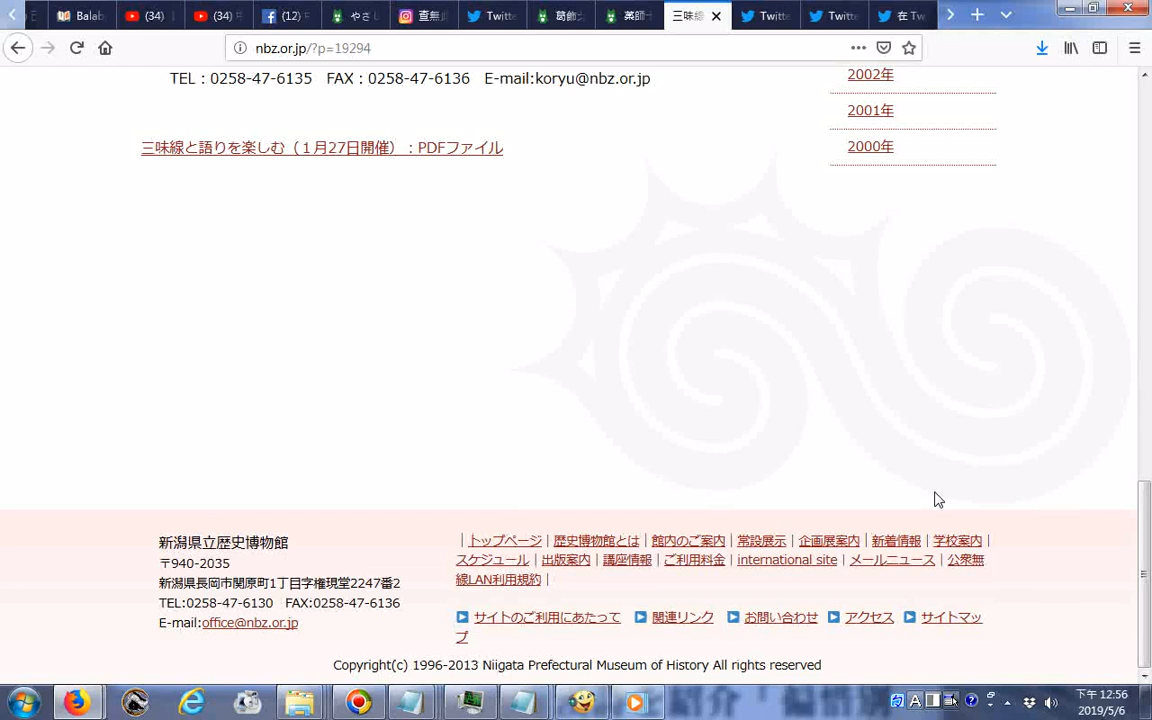 Balab
(34)
(34)
(12)
やさし
Twitte
三味線
Twitte
Twitte
在 Tw
nbz.or.jp/?p=19294
TEL：0258-47-6135 FAX：0258-47-6136 E-mail:koryu@nbz.or.jp
2002年
2001年
三味線と語りを楽しむ（１月27日開催）：PDFファイル
2000年
新潟県立歴史博物館
〒940-2035
新潟県長岡市関原町1丁目字権現堂2247番2
TEL:0258-47-6130 FAX:0258-47-6136
E-mail:office@nbz.or.jp
｜トップページ｜歴史博物館とは｜館内のご案内｜常設展示｜企画展案内｜新着情報｜学校案内｜
スケジュール｜出版案内｜講座情報｜ご利用料金｜international site｜メールニュース｜公衆無
線LAN利用規約｜
サイトのご利用にあたって 関連リンク お問い合わせ アクセス サイトマッ
プ
Copyright(c) 1996-2013 Niigata Prefectural Museum of History All rights reserved
紹介「偏情別
A
下午 12:56
2019/5/6